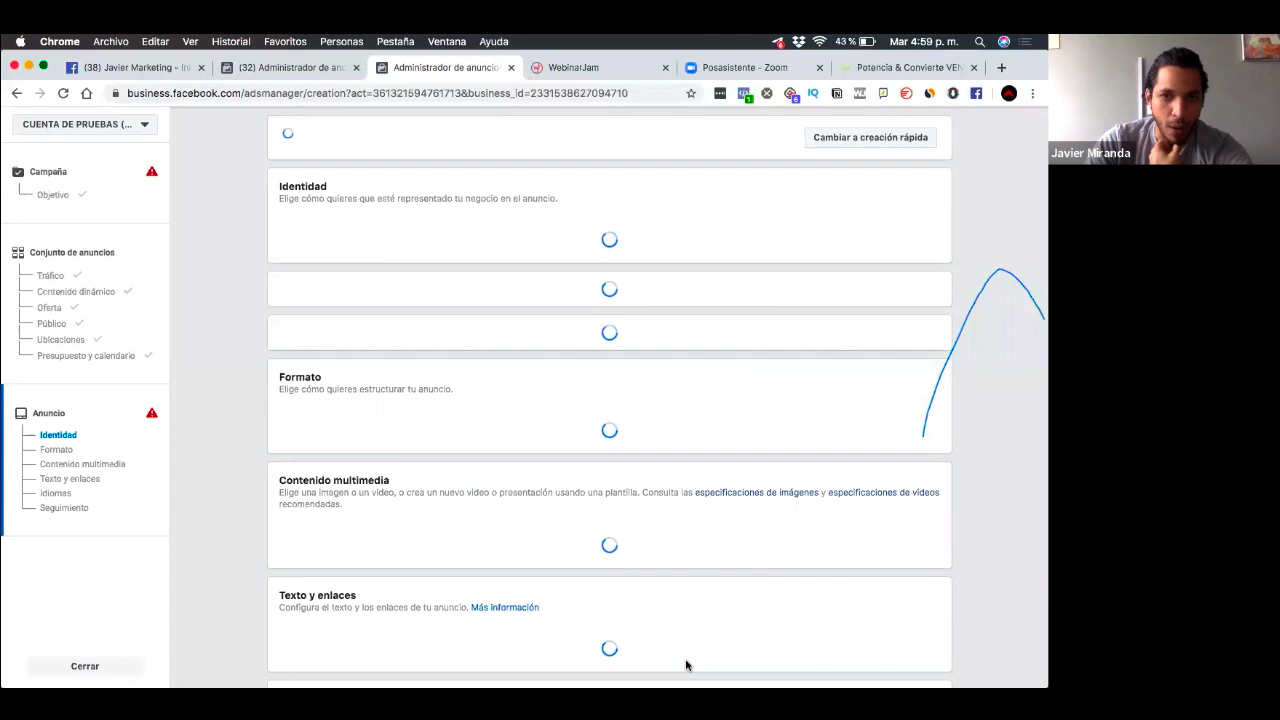 Chrome Archivo Editar Ver Historial Favoritos Personas Pestaña Ventana Ayuda 43 % Mar 4:59 p. m.
(38) Javier Marketing - In (32) Administrador de anu Administrador de anuncio WebinarJam Posasistente - Zoom Potencia & Convierte VEN
business.facebook.com/adsmanager/creation?act=361321594761713&business_id=2331538627094710
CUENTA DE PRUEBAS (...
Cambiar a creación rápida
Javier Miranda
Campaña
Objetivo
Conjunto de anuncios
Tráfico
Contenido dinámico
Oferta
Público
Ubicaciones
Presupuesto y calendario
Anuncio
Identidad
Formato
Contenido multimedia
Texto y enlaces
Idiomas
Seguimiento
Cerrar
Identidad
Elige cómo quieres que esté representado tu negocio en el anuncio.
Formato
Elige cómo quieres estructurar tu anuncio.
Contenido multimedia
Elige una imagen o un video, o crea un nuevo video o presentación usando una plantilla. Consulta las especificaciones de imágenes y especificaciones de videos
recomendadas.
Texto y enlaces
Configura el texto y los enlaces de tu anuncio. Más información